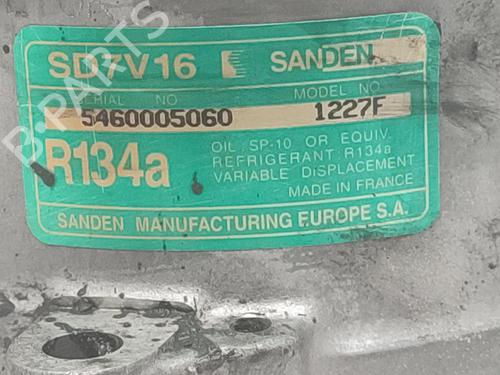 SD7V16 SANDEN
SERIAL NO MODEL NO
5460005060 1227F
R134a
OIL, SP-10 OR EQUIV.
REFRIGERANT R134a
VARIABLE DISPLACEMENT
MADE IN FRANCE
SANDEN MANUFACTURING EUROPE S.A.
B-PARTS